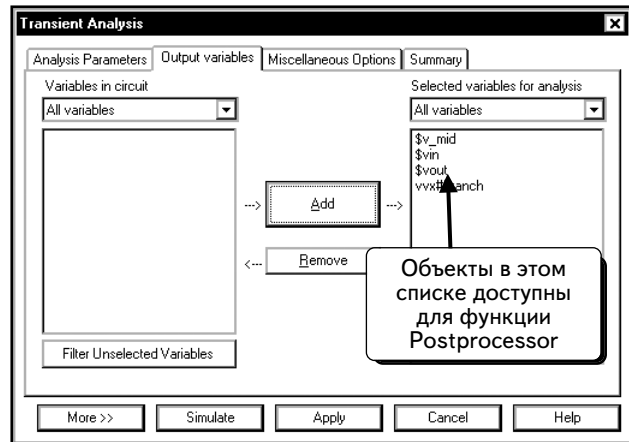 Transient Analysis
Analysis Parameters Output variables Miscellaneous Options Summary
Variables in circuit Selected variables for analysis
All variables All variables
$v_mid
$vin
$vout
---> Add --->
<--- Remove
Объекты в этом
списке доступны
для функции
Postprocessor
Filter Unselected Variables
More >> Simulate Apply Cancel Help